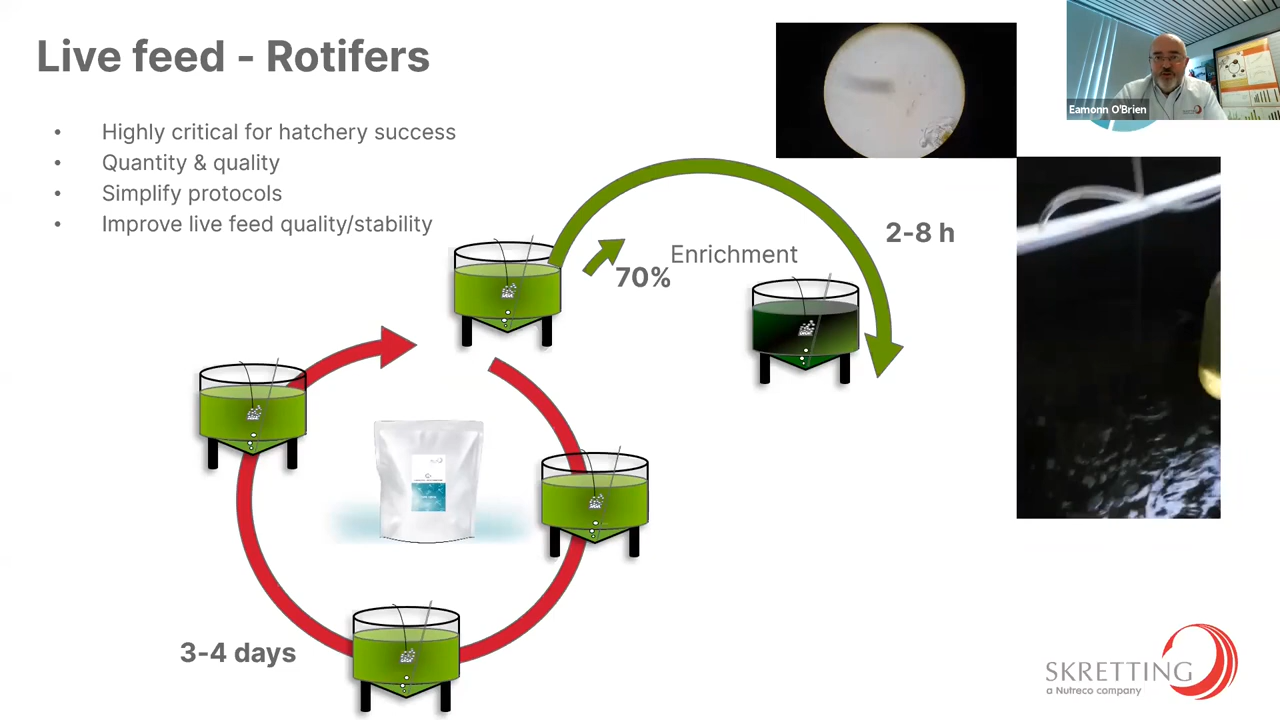 Live feed - Rotifers
Eamonn O'Brien
• Highly critical for hatchery success
• Quantity & quality
• Simplify protocols
• Improve live feed quality/stability
2-8 h
Enrichment
70%
3-4 days
SKRETTING
a Nutreco company